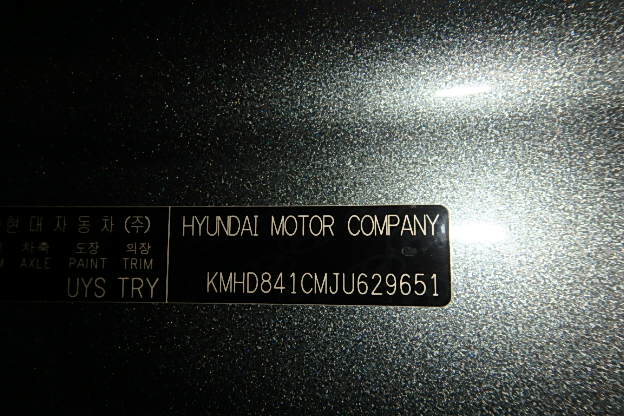 현대자동차(주)
차축 도장 의장
AXLE PAINT TRIM
UYS TRY
HYUNDAI MOTOR COMPANY
KMHD841CMJU629651